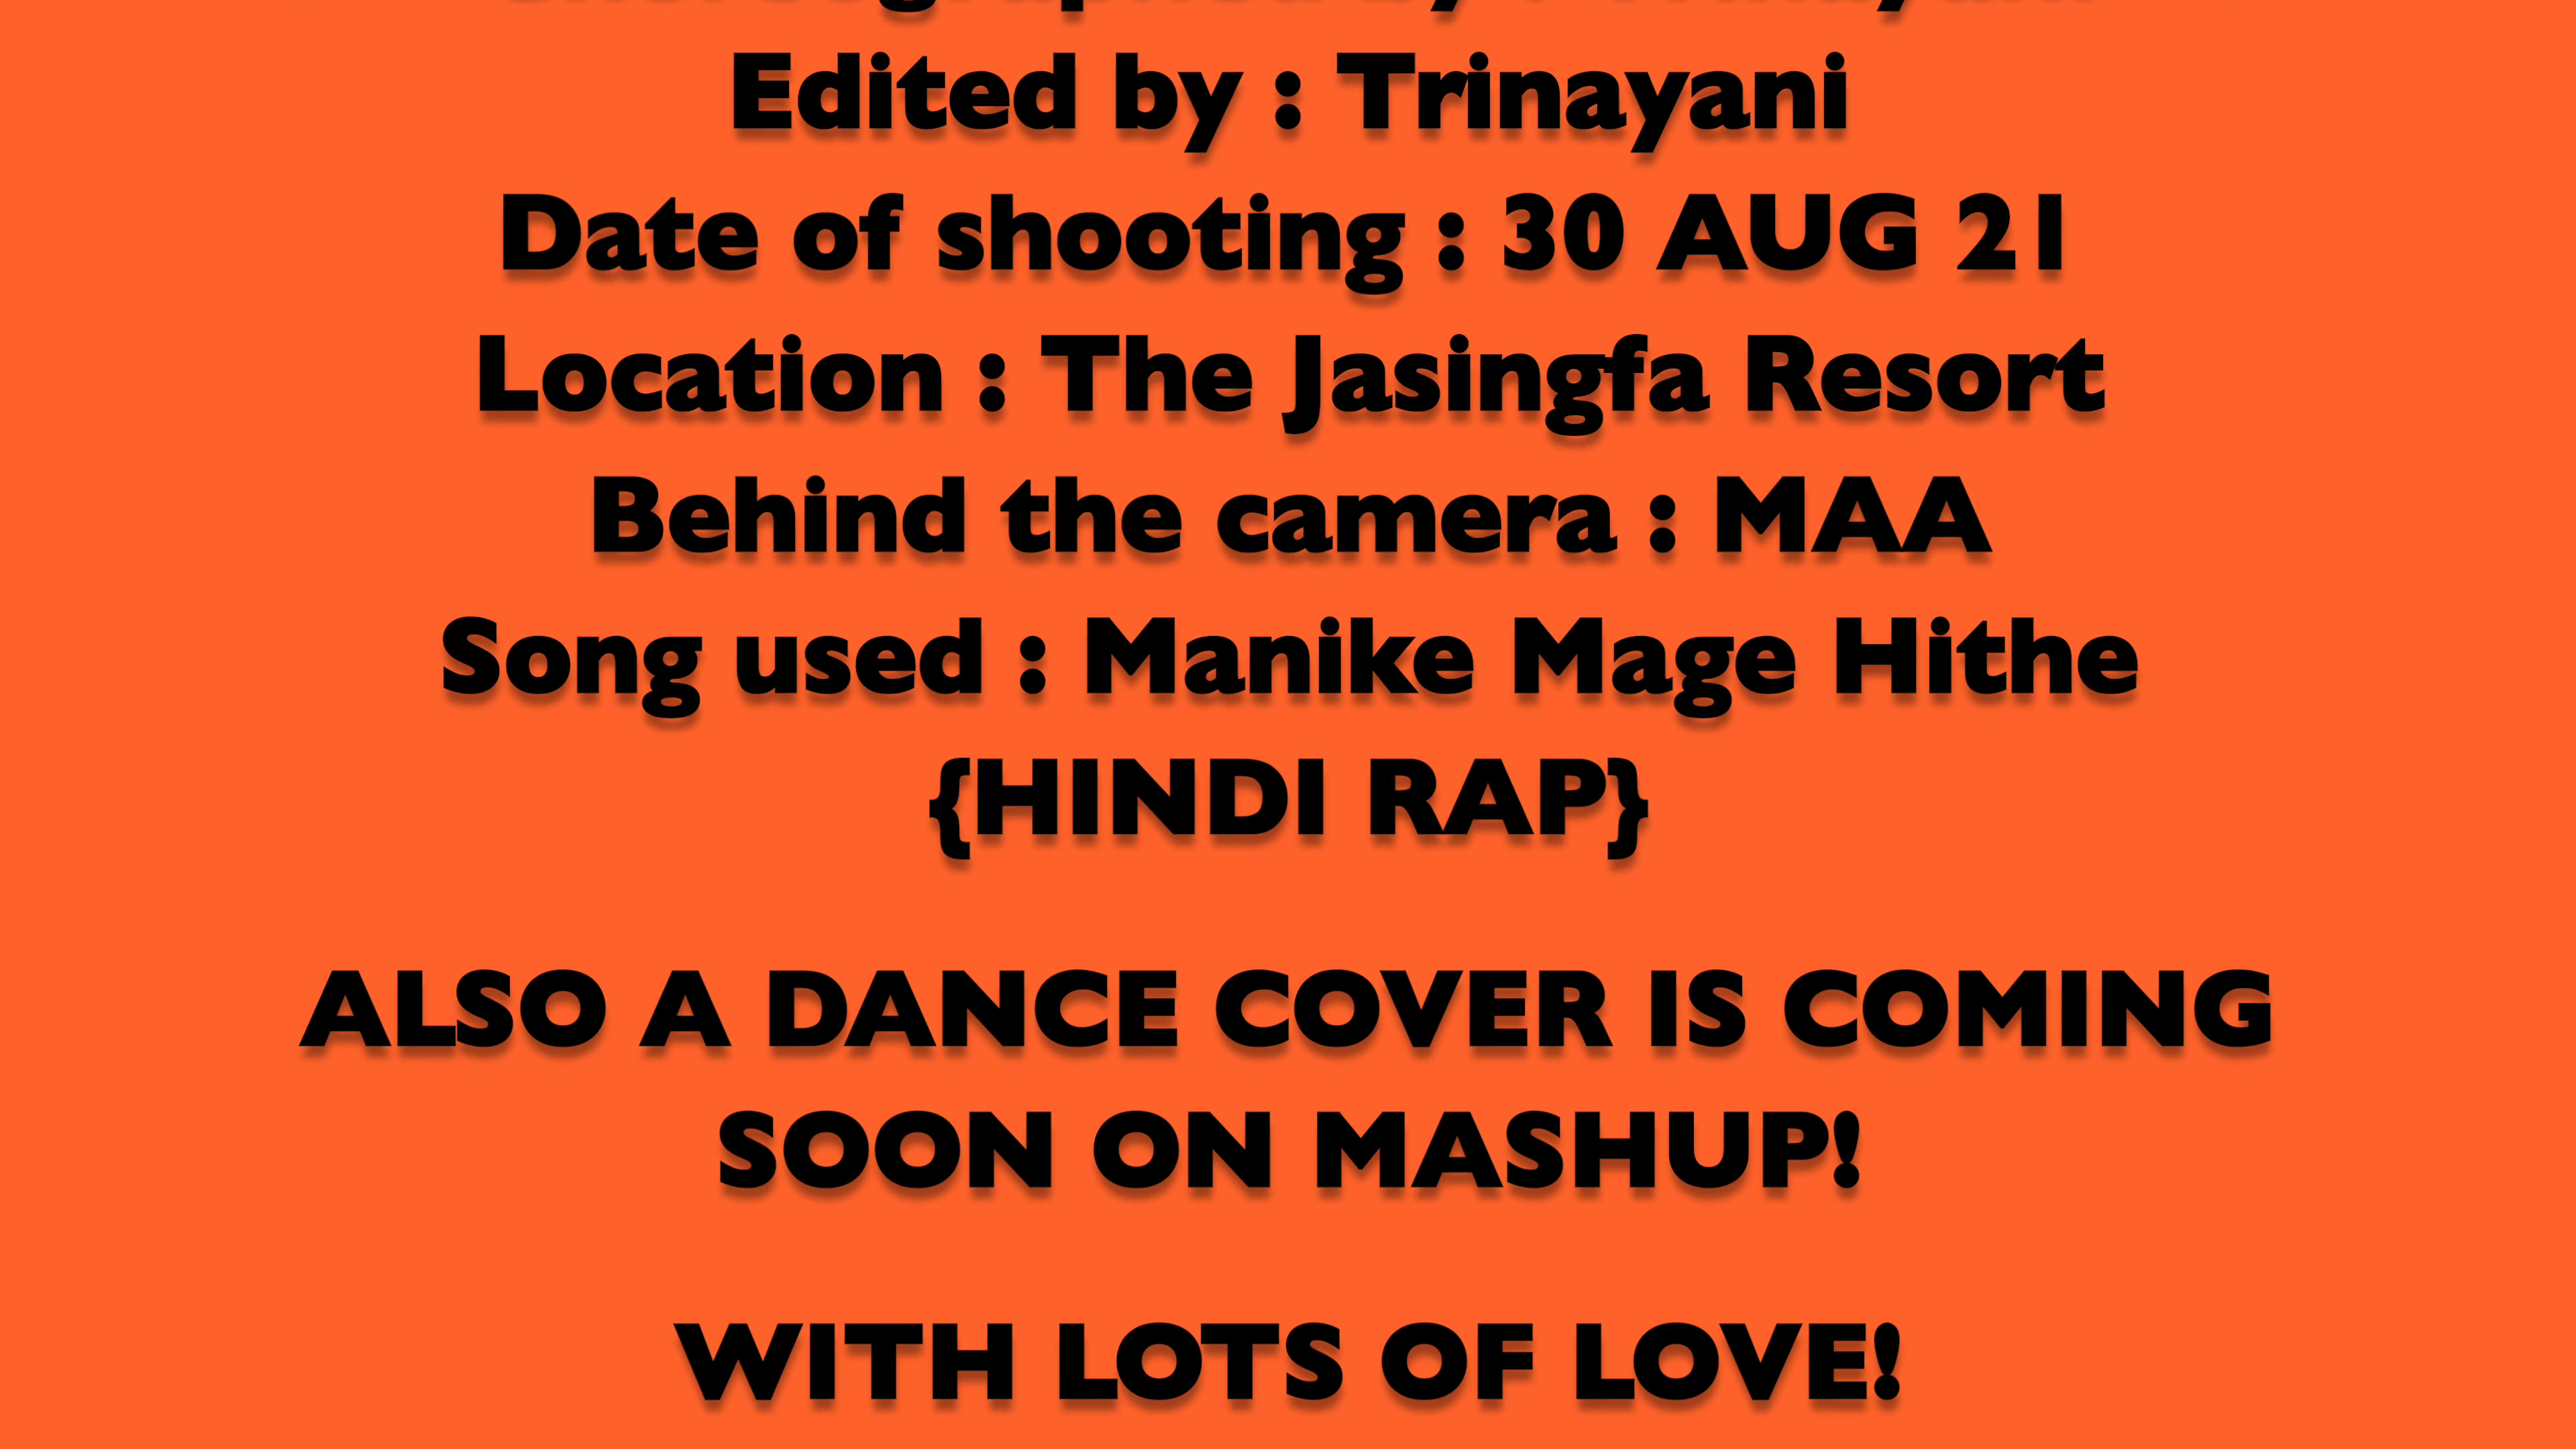 Edited by : Trinayani
Date of shooting : 30 AUG 21
Location : The Jasingfa Resort
Behind the camera : MAA
Song used : Manike Mage Hithe
{HINDI RAP}
ALSO A DANCE COVER IS COMING
SOON ON MASHUP!
WITH LOTS OF LOVE!